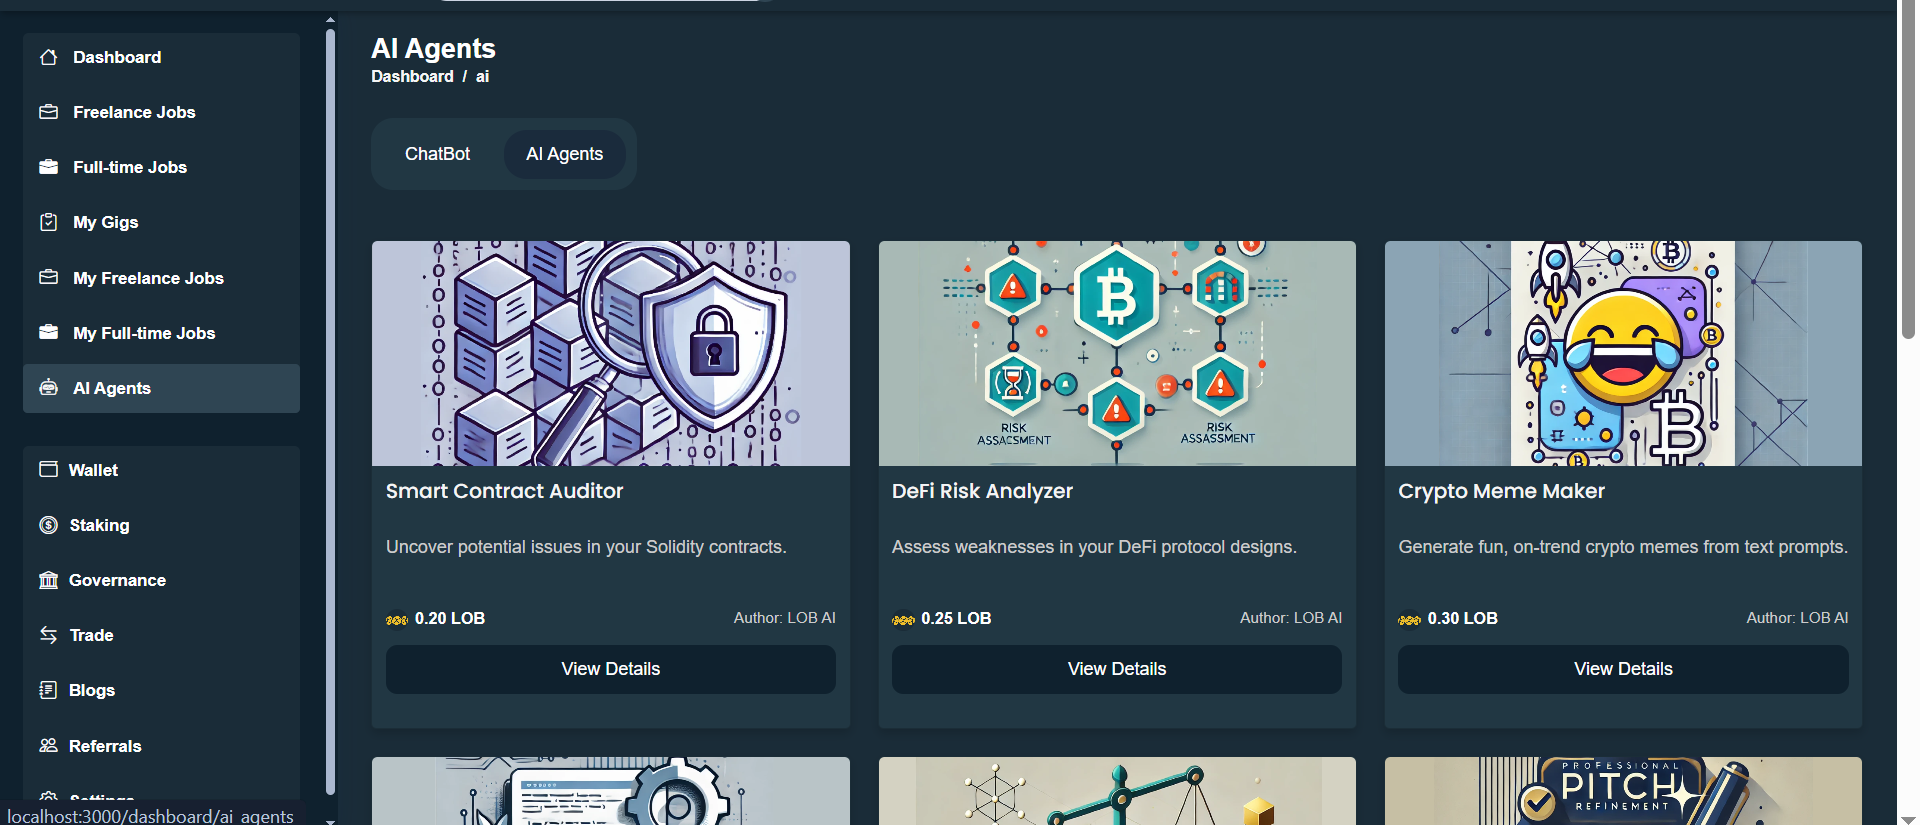 Dashboard
Freelance Jobs
Full-time Jobs
My Gigs
My Freelance Jobs
My Full-time Jobs
AI Agents
Wallet
Staking
Governance
Trade
Blogs
Referrals
Settings
localhost:3000/dashboard/ai_agents
AI Agents
Dashboard / ai
ChatBot AI Agents
Smart Contract Auditor
Uncover potential issues in your Solidity contracts.
0.20 LOB Author: LOB AI
View Details
RISK
ASSACSMENT
RISK
ASSASSMENT
DeFi Risk Analyzer
Assess weaknesses in your DeFi protocol designs.
0.25 LOB Author: LOB AI
View Details
Crypto Meme Maker
Generate fun, on-trend crypto memes from text prompts.
0.30 LOB Author: LOB AI
View Details
PROFESSIONAL
PITCH
REFINEMENT